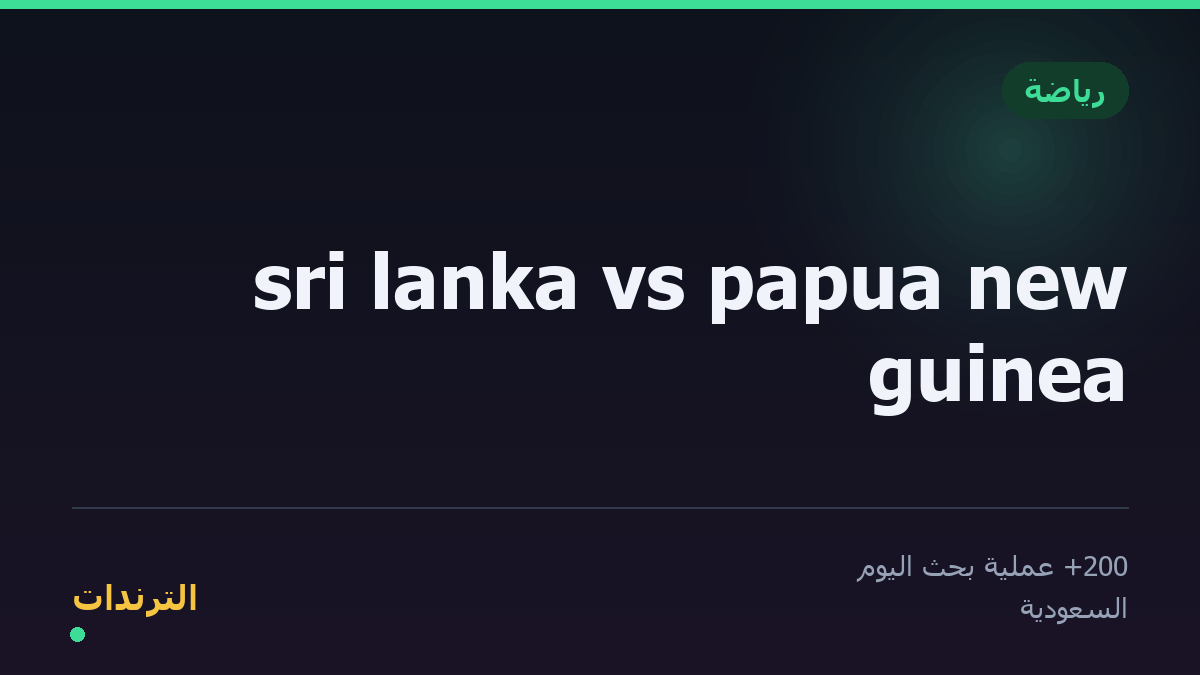 رياضة
sri lanka vs papua new
guinea
+200 عملية بحث اليوم
السعودية
الترندات